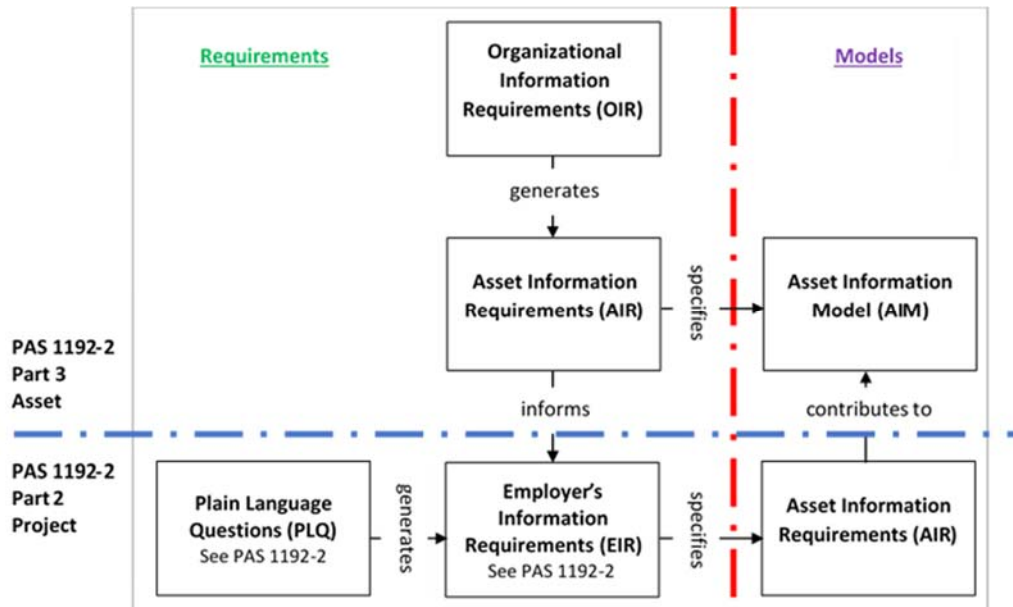 Requirements
Organizational
Information
Requirements (OIR)
Models
generates
Asset Information
Requirements (AIR)
specifies
Asset Information
Model (AIM)
PAS 1192-2
Part 3
Asset
informs
contributes to
PAS 1192-2
Part 2
Project
Plain Language
Questions (PLQ)
See PAS 1192-2
generates
Employer's
Information
Requirements (EIR)
See PAS 1192-2
specifies
Asset Information
Requirements (AIR)